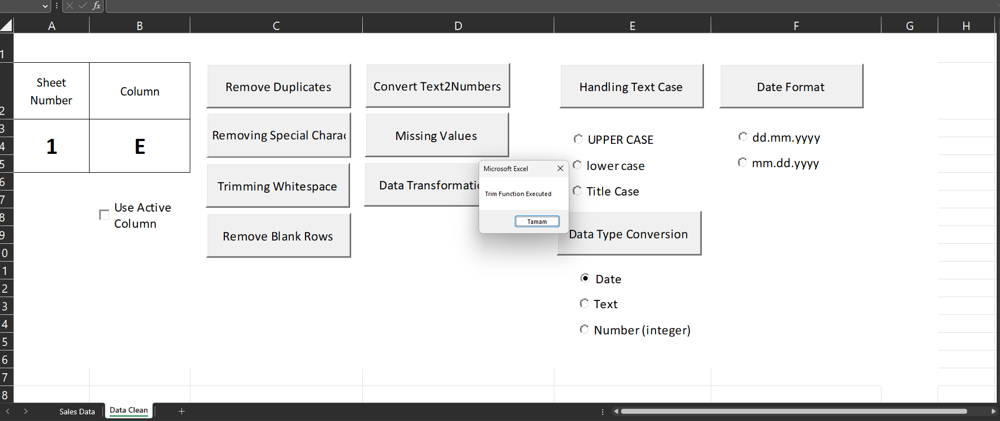 fx
A B C D E F G H
1
Sheet
Number
Column
Remove Duplicates
Convert Text2Numbers
Handling Text Case
Date Format
2
3
1
E
Removing Special Charac
Missing Values
UPPER CASE
dd.mm.yyyy
4
5
lower case
mm.dd.yyyy
Microsoft Excel
Trim Function Executed
Tamam
6
Trimming Whitespace
Data Transformatio
Title Case
7
Use Active
Column
8
9
Remove Blank Rows
Data Type Conversion
0
1
Date
2
3
Text
4
Number (integer)
5
6
7
8
Sales Data
Data Clean